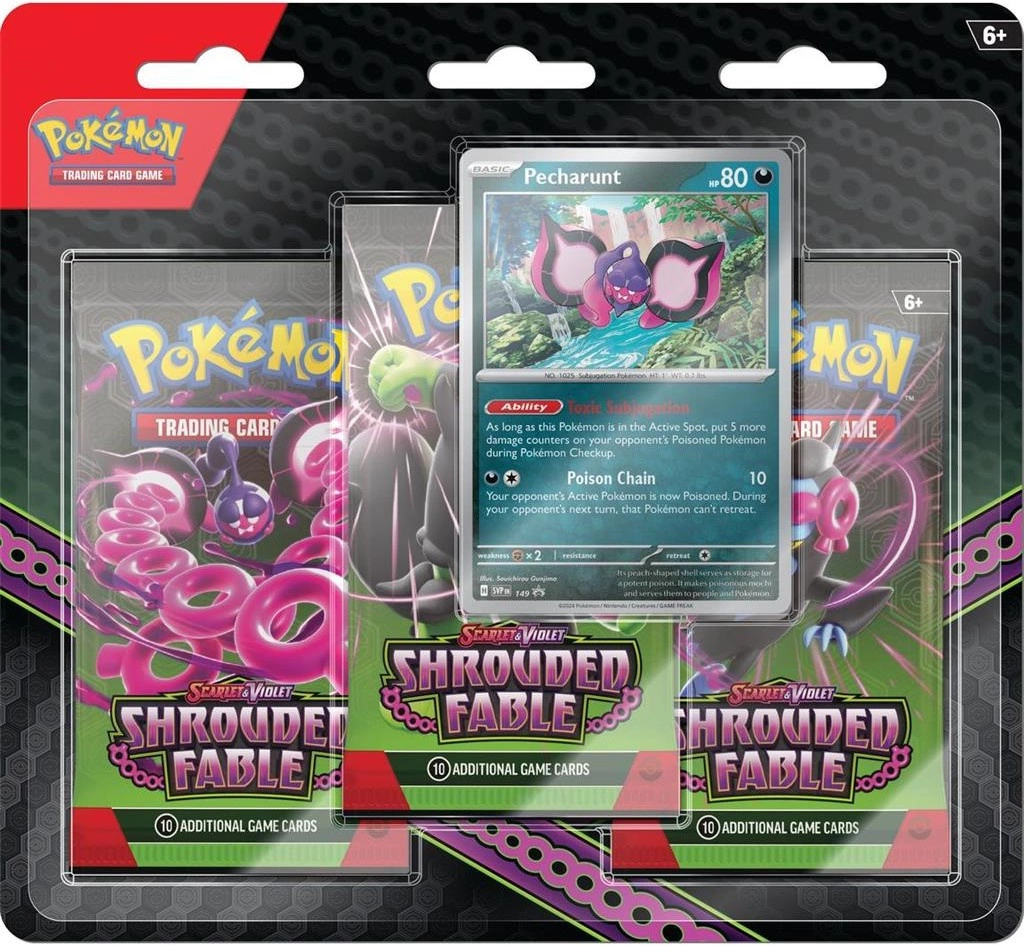 6+
POKéMON
TRADING CARD GAME
BASIC
Pecharunt
HP 80
NO. 1025 Subjugation Pokémon HT: 1' WT: 0.7 lbs.
Ability Toxic Subjugation
As long as this Pokémon is in the Active Spot, put 5 more
damage counters on your opponent's Poisoned Pokémon
during Pokémon Checkup.
Poison Chain 10
Your opponent's Active Pokémon is now Poisoned. During
your opponent's next turn, that Pokémon can't retreat.
weakness ×2 resistance retreat
Illus. Souichirou Gunjima
H SVP EN 149
Its peach-shaped shell serves as storage for
a potent poison. It makes poisonous mochi
and serves them to people and Pokémon.
©2024 Pokémon / Nintendo / Creatures / GAME FREAK
POKéMO
TRADING CARD
SCARLET & VIOLET
SHROUDED
FABLE
10 ADDITIONAL GAME CARDS
PO
SCARLET & VIOLET
SHROUDED
FABLE
10 ADDITIONAL GAME CARDS
6+
éMON
TM
ARD GAME
SCARLET & VIOLET
SHROUDED
FABLE
10 ADDITIONAL GAME CARDS